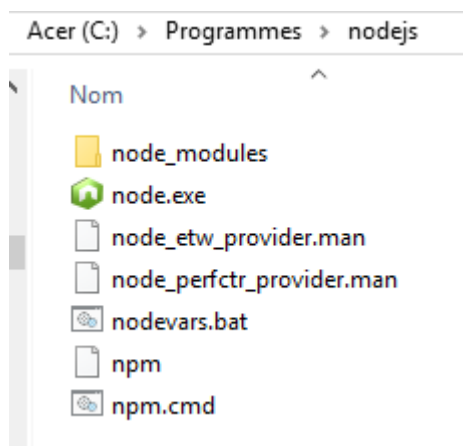 Acer (C:) > Programmes > nodejs
Nom
node_modules
node.exe
node_etw_provider.man
node_perfctr_provider.man
nodevars.bat
npm
npm.cmd